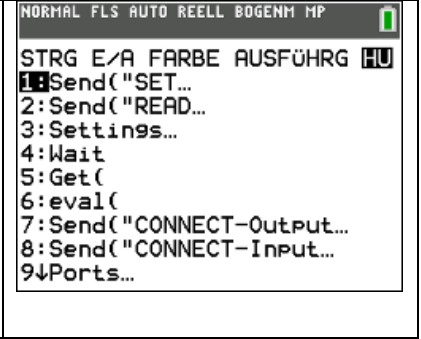 NORMAL FLS AUTO REELL BOGENM MP
STRG E/A FARBE AUSFÜHRG HU
1:Send("SET…
2:Send("READ…
3:Settings…
4:Wait
5:Get(
6:eval(
7:Send("CONNECT-Output…
8:Send("CONNECT-Input…
9↓Ports…